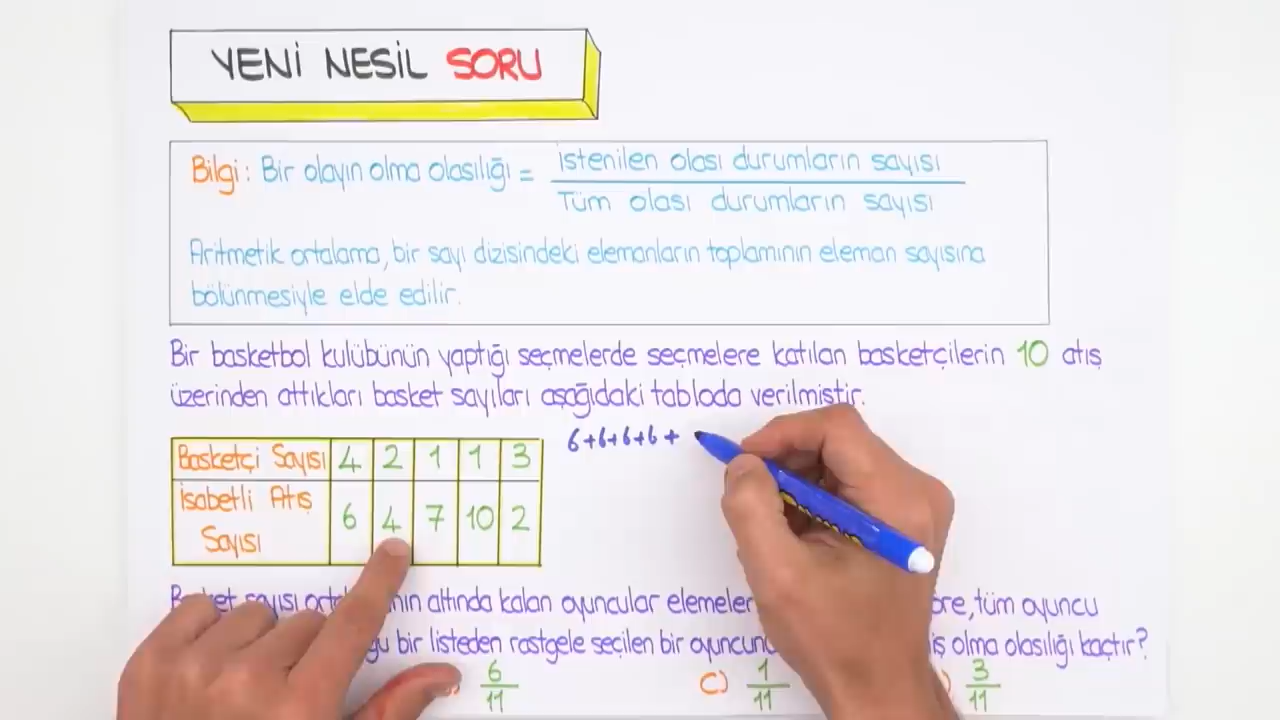 YENİ NESİL SORU
Bilgi: Bir olayın olma olasılığı = İstenilen olası durumların sayısı
Tüm olası durumların sayısı
Aritmetik ortalama, bir sayı dizisindeki elemanların toplamının eleman sayısına
bölünmesiyle elde edilir.
Bir basketbol kulübünün yaptığı seçmelerde seçmelere katılan basketçilerin 10 atış
üzerinden attıkları basket sayıları aşağıdaki tabloda verilmiştir.
6+6+6+6+
Basketçi Sayısı 4 2 1 1 3
İsabetli Atış Sayısı 6 4 7 10 2
altında kalan oyuncular tüm oyuncu
bir listeden rastgele seçilen bir olma olasılığı kaçtır?
6/11 C) 1/11 3/11